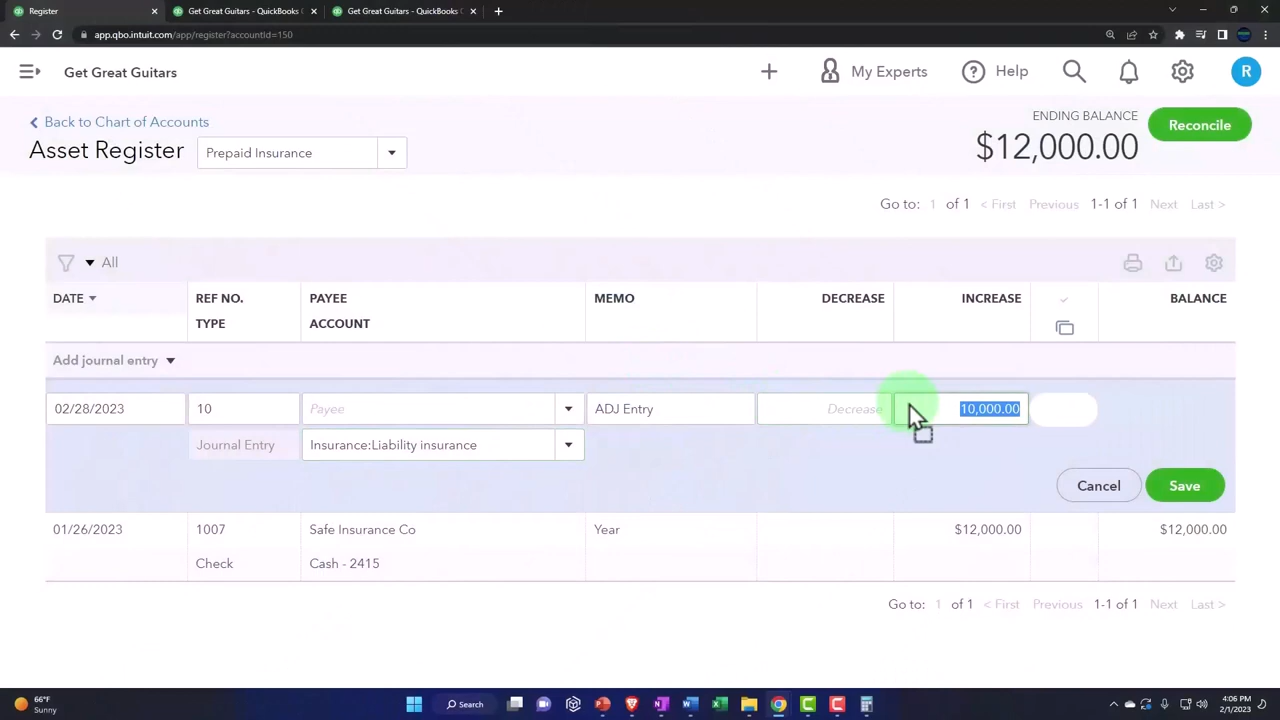 Register
Get Great Guitars - QuickBooks O
Get Great Guitars - QuickBooks O
app.qbo.intuit.com/app/register?accountId=150
Get Great Guitars
My Experts
Help
R
Back to Chart of Accounts
Asset Register
Prepaid Insurance
ENDING BALANCE
$12,000.00
Reconcile
Go to: 1 of 1 < First Previous 1-1 of 1 Next Last >
All
DATE
REF NO.
TYPE
PAYEE
ACCOUNT
MEMO
DECREASE
INCREASE
BALANCE
Add journal entry
02/28/2023
10
Payee
ADJ Entry
Decrease
10,000.00
Journal Entry
Insurance:Liability insurance
Cancel
Save
01/26/2023
1007
Safe Insurance Co
Year
$12,000.00
$12,000.00
Check
Cash - 2415
Go to: 1 of 1 < First Previous 1-1 of 1 Next Last >
66°F
Sunny
Search
4:06 PM
2/1/2023